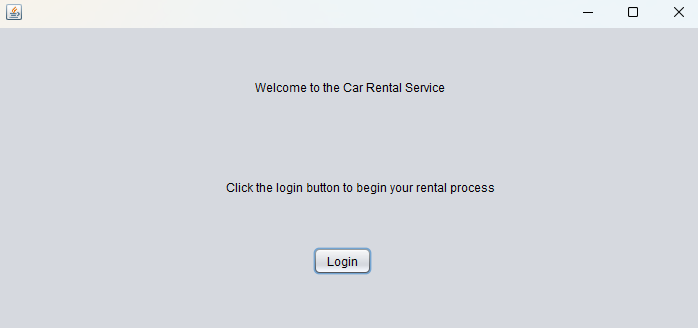 Welcome to the Car Rental Service
Click the login button to begin your rental process
Login